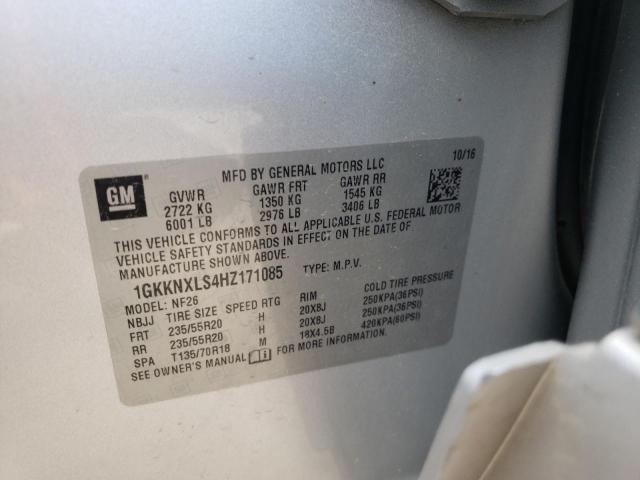 MFD BY GENERAL MOTORS LLC 10/16
GM
GVWR GAWR FRT GAWR RR
2722 KG 1350 KG 1545 KG
6001 LB 2976 LB 3406 LB
THIS VEHICLE CONFORMS TO ALL APPLICABLE U.S. FEDERAL MOTOR
VEHICLE SAFETY STANDARDS IN EFFECT ON THE DATE OF
MANUFACTURE SHOWN ABOVE.
1GKKNXLS4HZ171085 TYPE: M.P.V.
MODEL: NF26
NBJJ TIRE SIZE SPEED RTG RIM COLD TIRE PRESSURE
FRT 235/55R20 H 20X8J 250KPA(36PSI)
RR 235/55R20 H 20X8J 250KPA(36PSI)
SPA T135/70R18 M 18X4.5B 420KPA(60PSI)
SEE OWNER'S MANUAL FOR MORE INFORMATION.